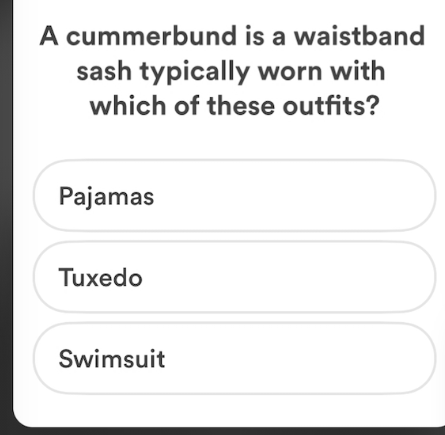 A cummerbund is a waistband
sash typically worn with
which of these outfits?
Pajamas
Tuxedo
Swimsuit